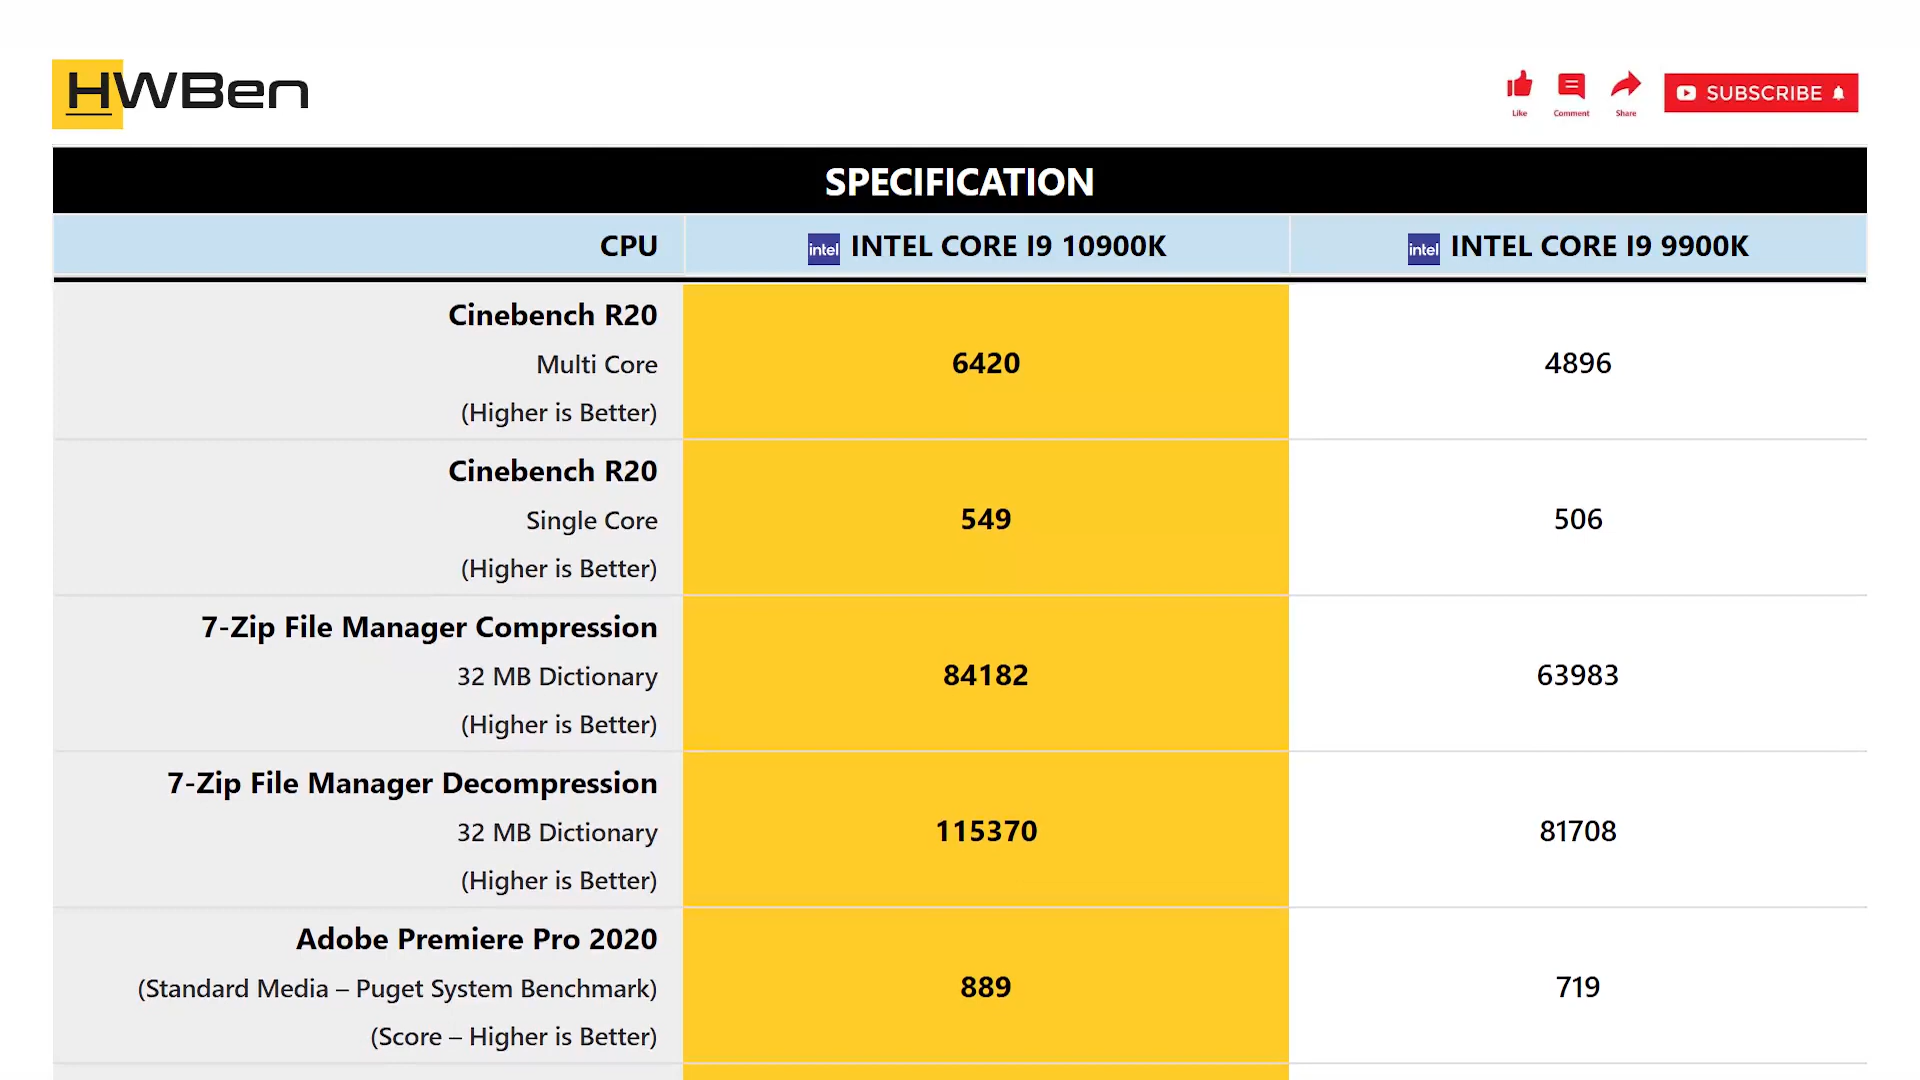 HWBen
Like
Comment
Share
SUBSCRIBE
SPECIFICATION
CPU
intel INTEL CORE I9 10900K
intel INTEL CORE I9 9900K
Cinebench R20
Multi Core
(Higher is Better)
6420
4896
Cinebench R20
Single Core
(Higher is Better)
549
506
7-Zip File Manager Compression
32 MB Dictionary
(Higher is Better)
84182
63983
7-Zip File Manager Decompression
32 MB Dictionary
(Higher is Better)
115370
81708
Adobe Premiere Pro 2020
(Standard Media – Puget System Benchmark)
(Score – Higher is Better)
889
719